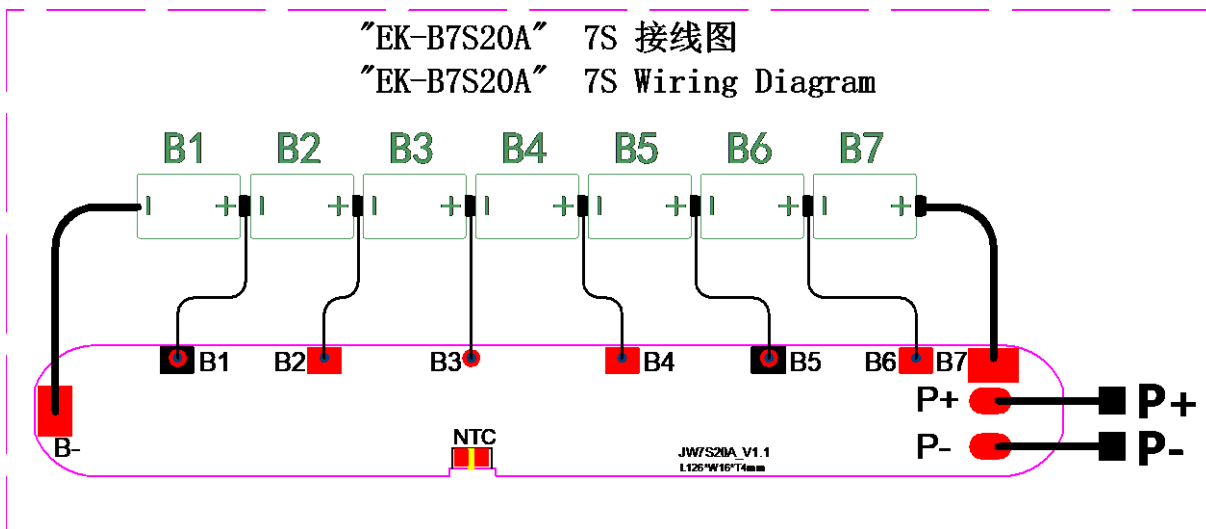 "EK-B7S20A" 7S 接线图
"EK-B7S20A" 7S Wiring Diagram
B1 B2 B3 B4 B5 B6 B7
- + - + - + - + - + - + - +
B1 B2 B3 B4 B5 B6 B7
P+ P+
B- NTC JW7S20A_V1.1 P- P-
L126*W16*T4mm